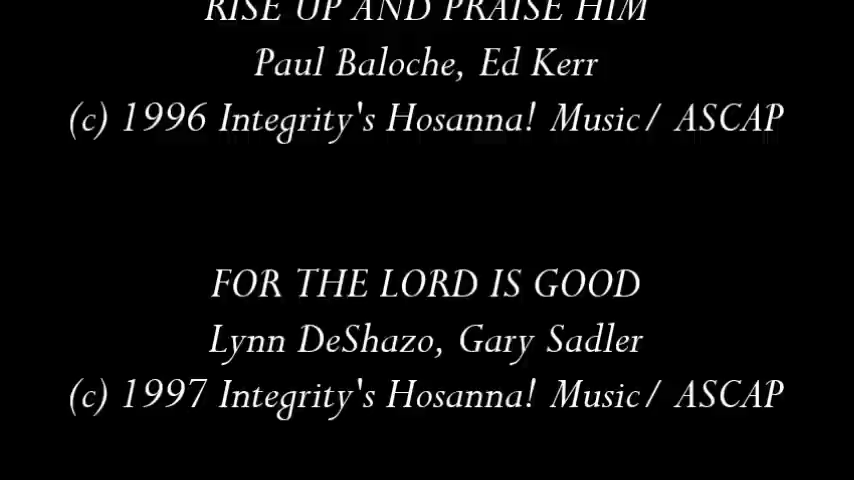 RISE UP AND PRAISE HIM
Paul Baloche, Ed Kerr
(c) 1996 Integrity's Hosanna! Music/ ASCAP
FOR THE LORD IS GOOD
Lynn DeShazo, Gary Sadler
(c) 1997 Integrity's Hosanna! Music/ ASCAP